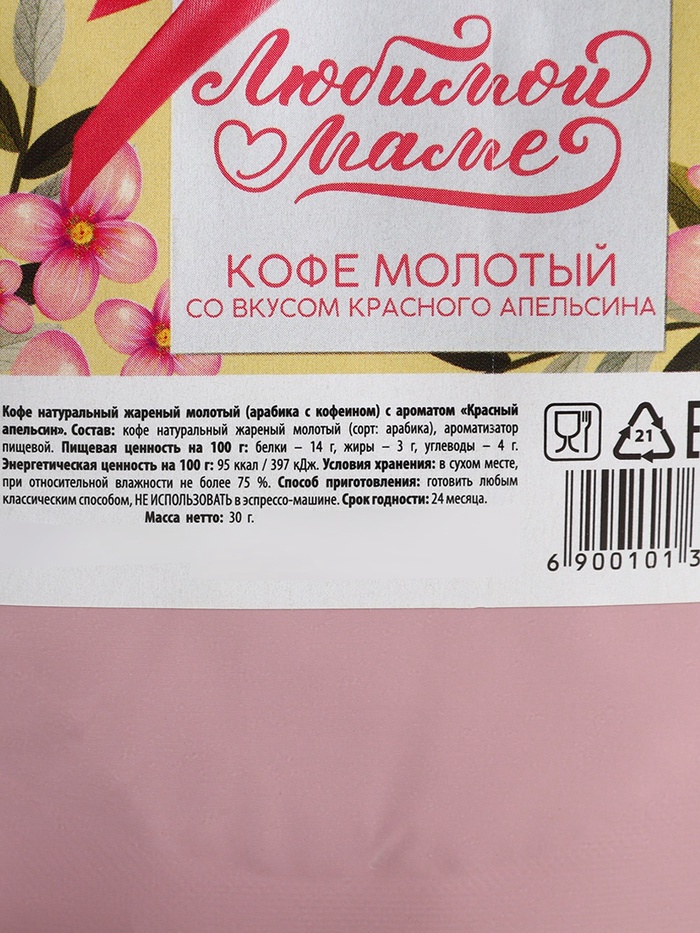 Любимой
маме
КОФЕ МОЛОТЫЙ
СО ВКУСОМ КРАСНОГО АПЕЛЬСИНА
Кофе натуральный жареный молотый (арабика с кофеином) с ароматом «Красный
апельсин». Состав: кофе натуральный жареный молотый (сорт: арабика), ароматизатор
пищевой. Пищевая ценность на 100 г: белки – 14 г, жиры – 3 г, углеводы – 4 г.
Энергетическая ценность на 100 г: 95 ккал / 397 кДж. Условия хранения: в сухом месте,
при относительной влажности не более 75 %. Способ приготовления: готовить любым
классическим способом, НЕ ИСПОЛЬЗОВАТЬ в эспрессо-машине. Срок годности: 24 месяца.
Масса нетто: 30 г.
21
6 900101 3